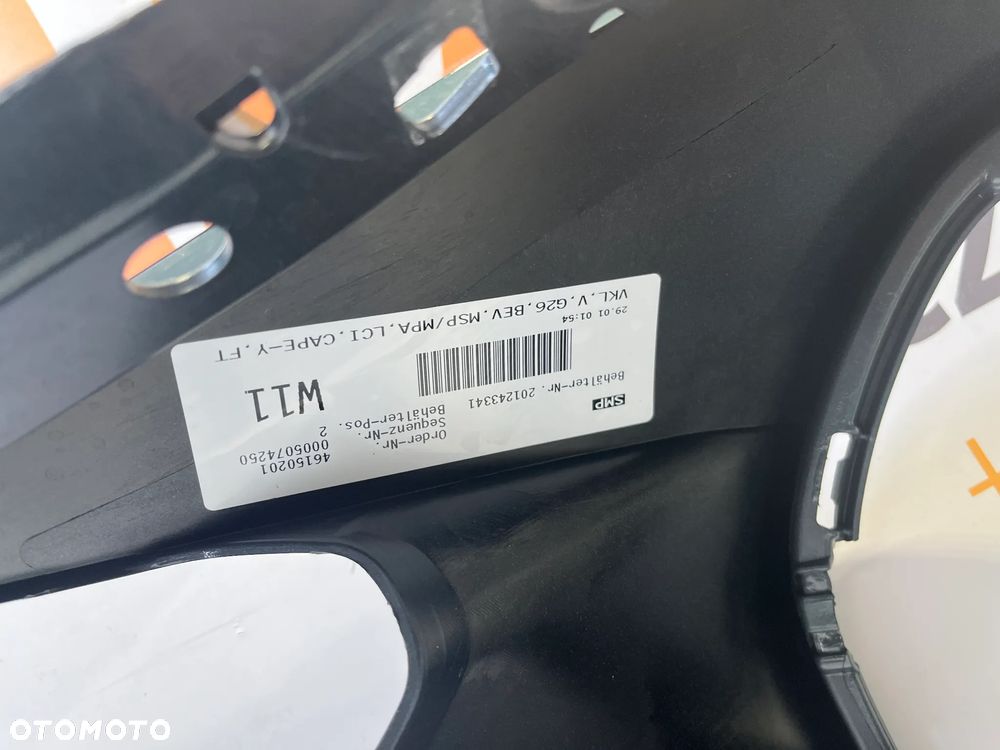 SMP
Behälter-Nr. 201243341
Order-Nr. 46150201
Sequenz-Nr. 0005074250
Behälter-Pos. 2
W11
29.01 01:54
VKL.V.G26.BEV.MSP/MPA.LCI.CAPE-Y.FT
OTOMOTO